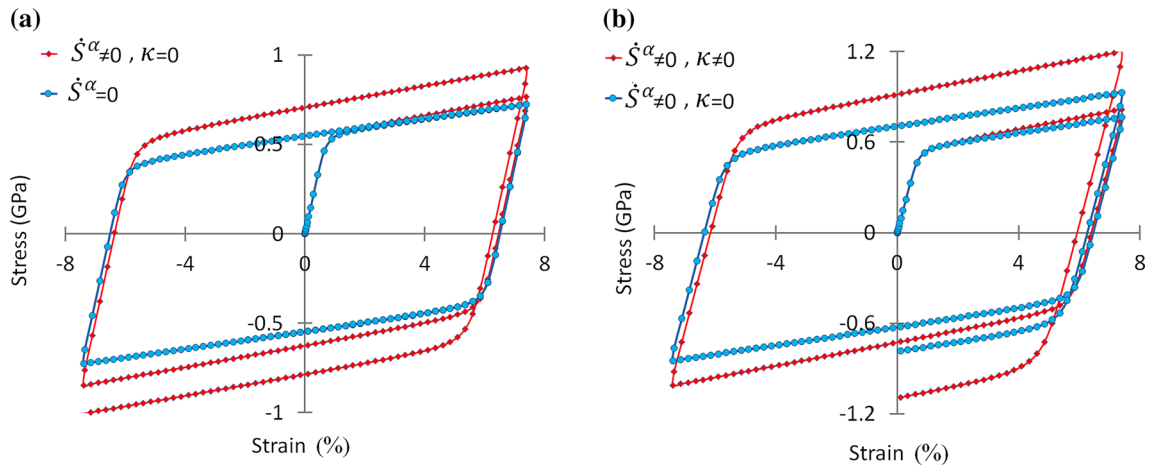 (a)
Ṡ^α≠0 , κ=0
Ṡ^α=0
1
0.5
0
-0.5
-1
-8
-4
0
4
8
Stress (GPa)
Strain (%)
(b)
Ṡ^α≠0 , κ≠0
Ṡ^α≠0 , κ=0
1.2
0.6
0
-0.6
-1.2
-8
-4
0
4
8
Stress (GPa)
Strain (%)